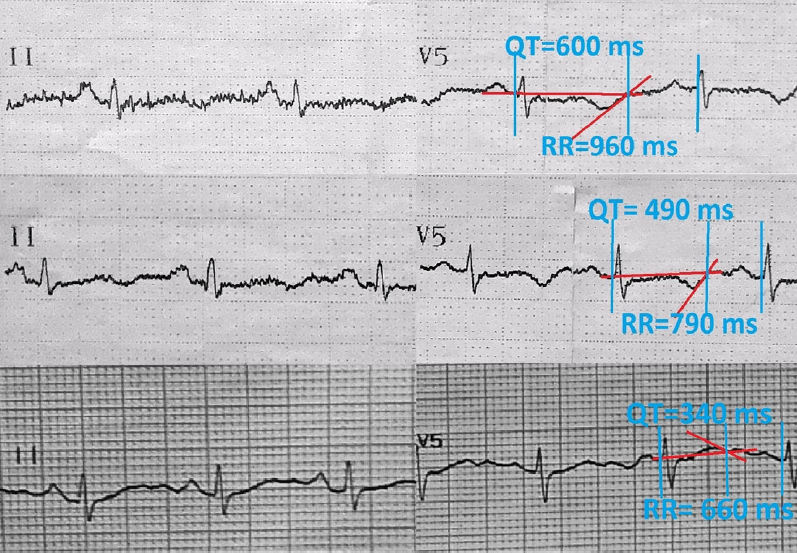 II
V5
QT=600 ms
RR=960 ms
II
V5
QT= 490 ms
RR=790 ms
II
V5
QT=340 ms
RR= 660 ms